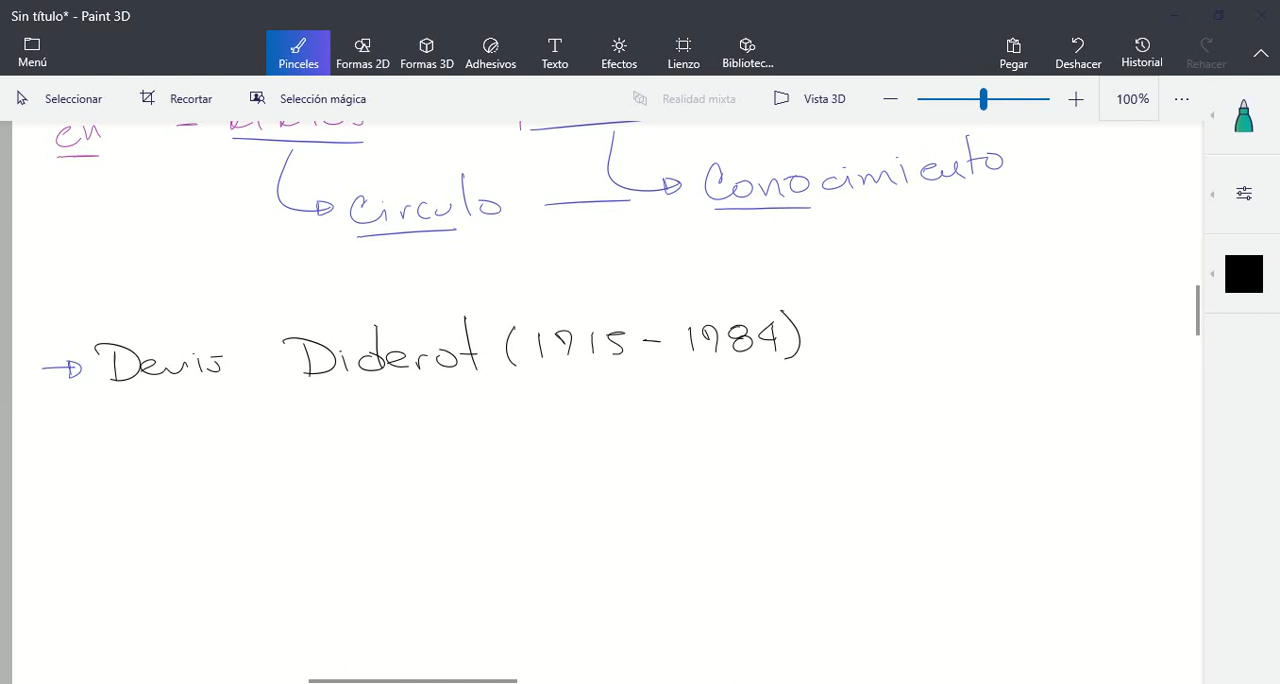 Sin título* - Paint 3D
Menú
Pinceles
Formas 2D
Formas 3D
Adhesivos
Texto
Efectos
Lienzo
Bibliotec...
Pegar
Deshacer
Historial
Rehacer
Seleccionar
Recortar
Selección mágica
Realidad mixta
Vista 3D
100%
en
Circulo
Conocimiento
Denis Diderot (1915 - 1984)